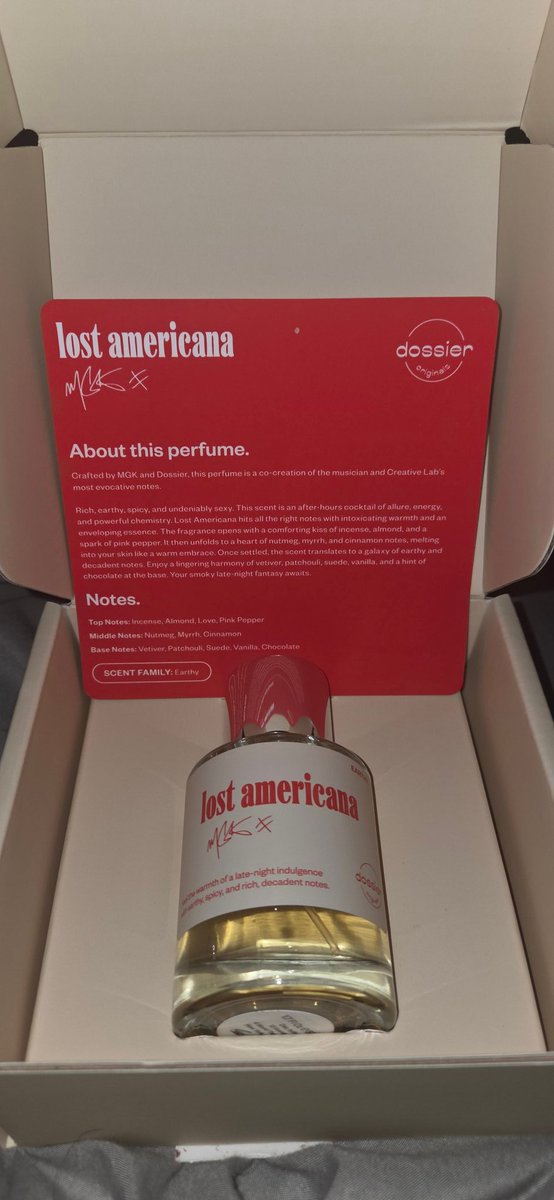 lost americana
MGK xx
dossier
originals
About this perfume.
Crafted by MGK and Dossier, this perfume is a co-creation of the musician and Creative Lab's
most evocative notes.
Rich, earthy, spicy, and undeniably sexy. This scent is an after-hours cocktail of allure, energy,
and powerful chemistry. Lost Americana hits all the right notes with intoxicating warmth and an
enveloping essence. The fragrance opens with a comforting kiss of incense, almond, and a
spark of pink pepper. It then unfolds to a heart of nutmeg, myrrh, and cinnamon notes, melting
into your skin like a warm embrace. Once settled, the scent translates to a galaxy of earthy and
decadent notes. Enjoy a lingering harmony of vetiver, patchouli, suede, vanilla, and a hint of
chocolate at the base. Your smoky late-night fantasy awaits.
Notes.
Top Notes: Incense, Almond, Love, Pink Pepper
Middle Notes: Nutmeg, Myrrh, Cinnamon
Base Notes: Vetiver, Patchouli, Suede, Vanilla, Chocolate
SCENT FAMILY: Earthy
lost americana
MGK x
the warmth of a late-night indulgence
earthy, spicy, and rich, decadent notes.
dossier